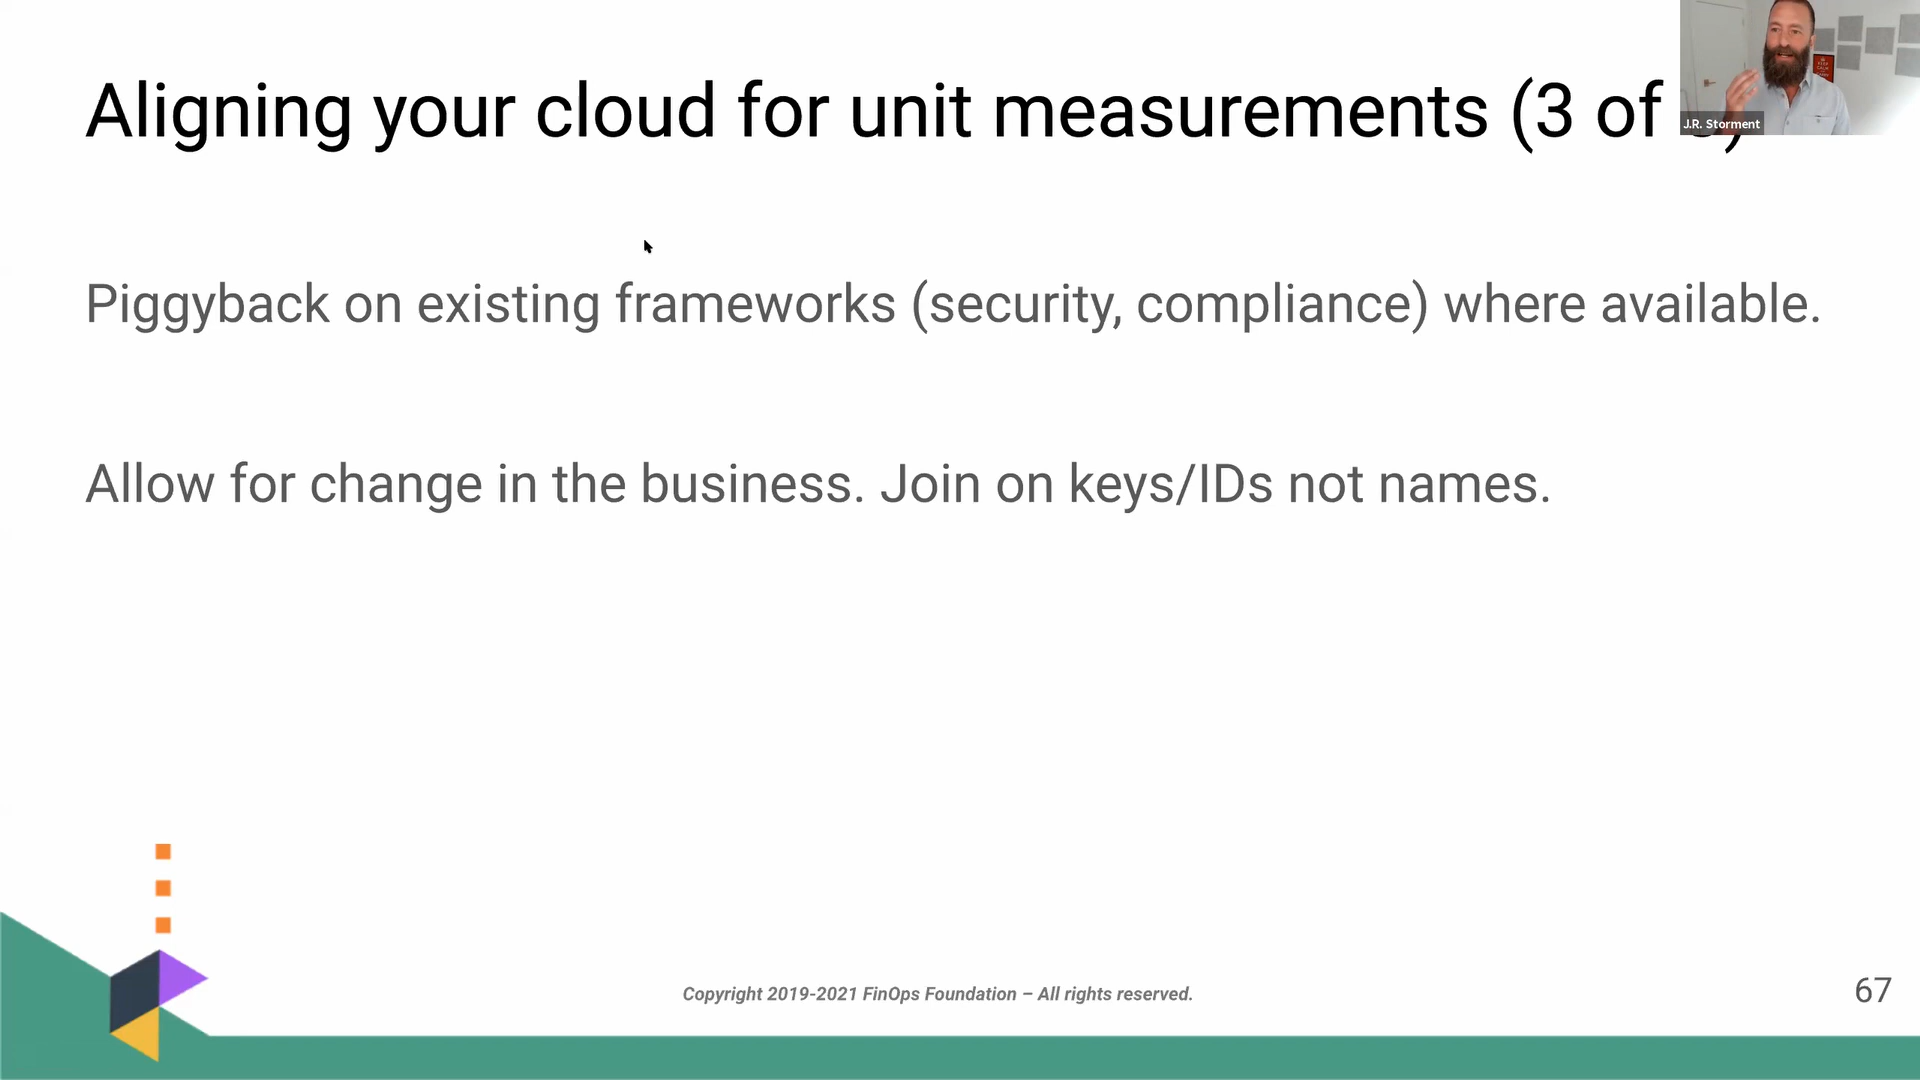 Aligning your cloud for unit measurements (3 of
J.R. Storment
Piggyback on existing frameworks (security, compliance) where available.
Allow for change in the business. Join on keys/IDs not names.
Copyright 2019-2021 FinOps Foundation – All rights reserved.
67